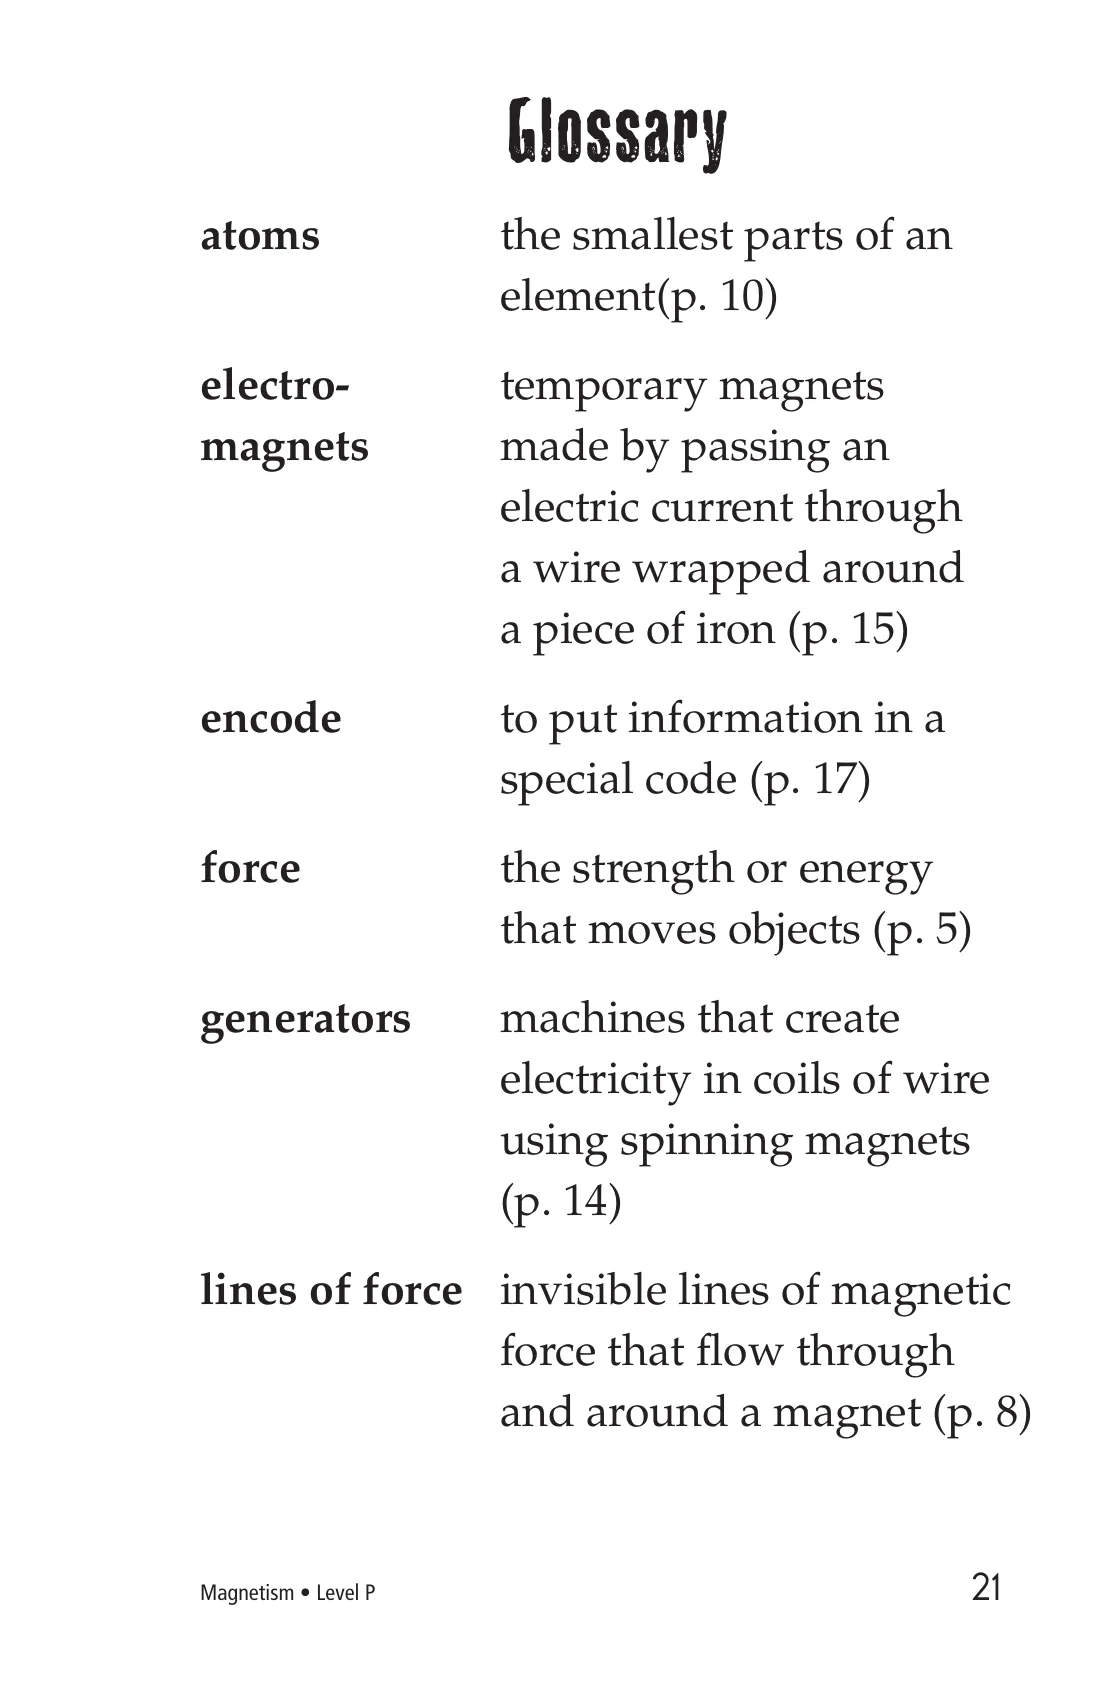 Glossary
atoms the smallest parts of an
element(p. 10)
electro- temporary magnets
magnets made by passing an
electric current through
a wire wrapped around
a piece of iron (p. 15)
encode to put information in a
special code (p. 17)
force the strength or energy
that moves objects (p. 5)
generators machines that create
electricity in coils of wire
using spinning magnets
(p. 14)
lines of force invisible lines of magnetic
force that flow through
and around a magnet (p. 8)
Magnetism • Level P 21